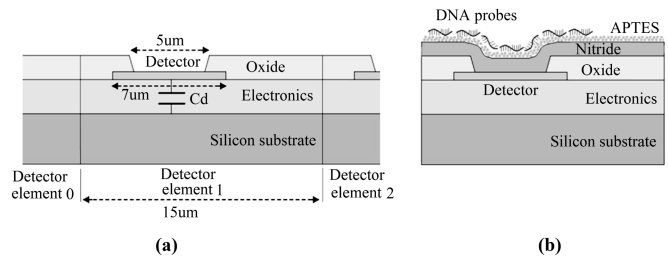 5um
Detector
Oxide
7um
Cd
Electronics
Silicon substrate
Detector
element 0
Detector
element 1
Detector
element 2
15um
(a)
DNA probes
APTES
Nitride
Oxide
Detector
Electronics
Silicon substrate
(b)